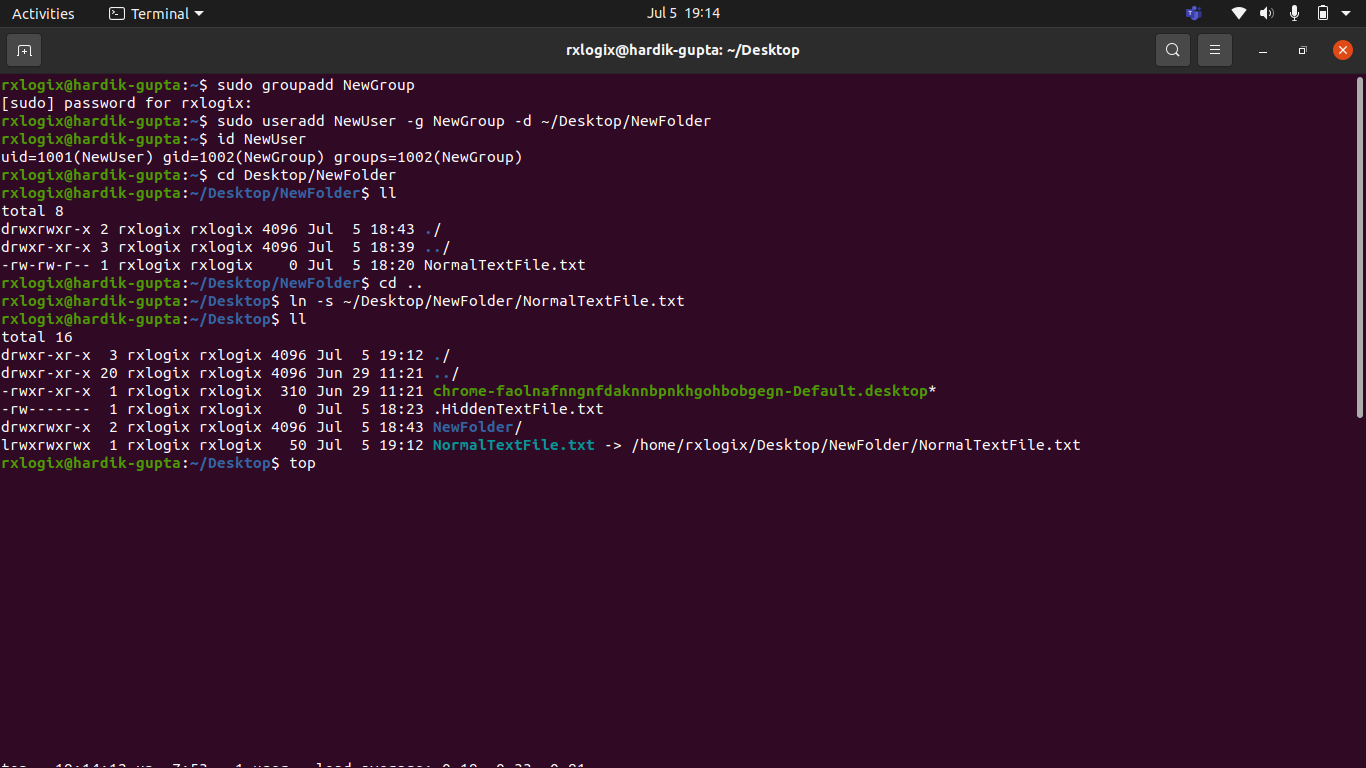 Activities Terminal Jul 5 19:14
rxlogix@hardik-gupta: ~/Desktop
rxlogix@hardik-gupta:~$ sudo groupadd NewGroup
[sudo] password for rxlogix:
rxlogix@hardik-gupta:~$ sudo useradd NewUser -g NewGroup -d ~/Desktop/NewFolder
rxlogix@hardik-gupta:~$ id NewUser
uid=1001(NewUser) gid=1002(NewGroup) groups=1002(NewGroup)
rxlogix@hardik-gupta:~$ cd Desktop/NewFolder
rxlogix@hardik-gupta:~/Desktop/NewFolder$ ll
total 8
drwxrwxr-x 2 rxlogix rxlogix 4096 Jul  5 18:43 ./
drwxr-xr-x 3 rxlogix rxlogix 4096 Jul  5 18:39 ../
-rw-rw-r-- 1 rxlogix rxlogix    0 Jul  5 18:20 NormalTextFile.txt
rxlogix@hardik-gupta:~/Desktop/NewFolder$ cd ..
rxlogix@hardik-gupta:~/Desktop$ ln -s ~/Desktop/NewFolder/NormalTextFile.txt
rxlogix@hardik-gupta:~/Desktop$ ll
total 16
drwxr-xr-x  3 rxlogix rxlogix 4096 Jul  5 19:12 ./
drwxr-xr-x 20 rxlogix rxlogix 4096 Jun 29 11:21 ../
-rwxr-xr-x  1 rxlogix rxlogix  310 Jun 29 11:21 chrome-faolnafnngnfdaknnbpnkhgohbobgegn-Default.desktop*
-rw-------  1 rxlogix rxlogix    0 Jul  5 18:23 .HiddenTextFile.txt
drwxrwxr-x  2 rxlogix rxlogix 4096 Jul  5 18:43 NewFolder/
lrwxrwxrwx  1 rxlogix rxlogix   50 Jul  5 19:12 NormalTextFile.txt -> /home/rxlogix/Desktop/NewFolder/NormalTextFile.txt
rxlogix@hardik-gupta:~/Desktop$ top